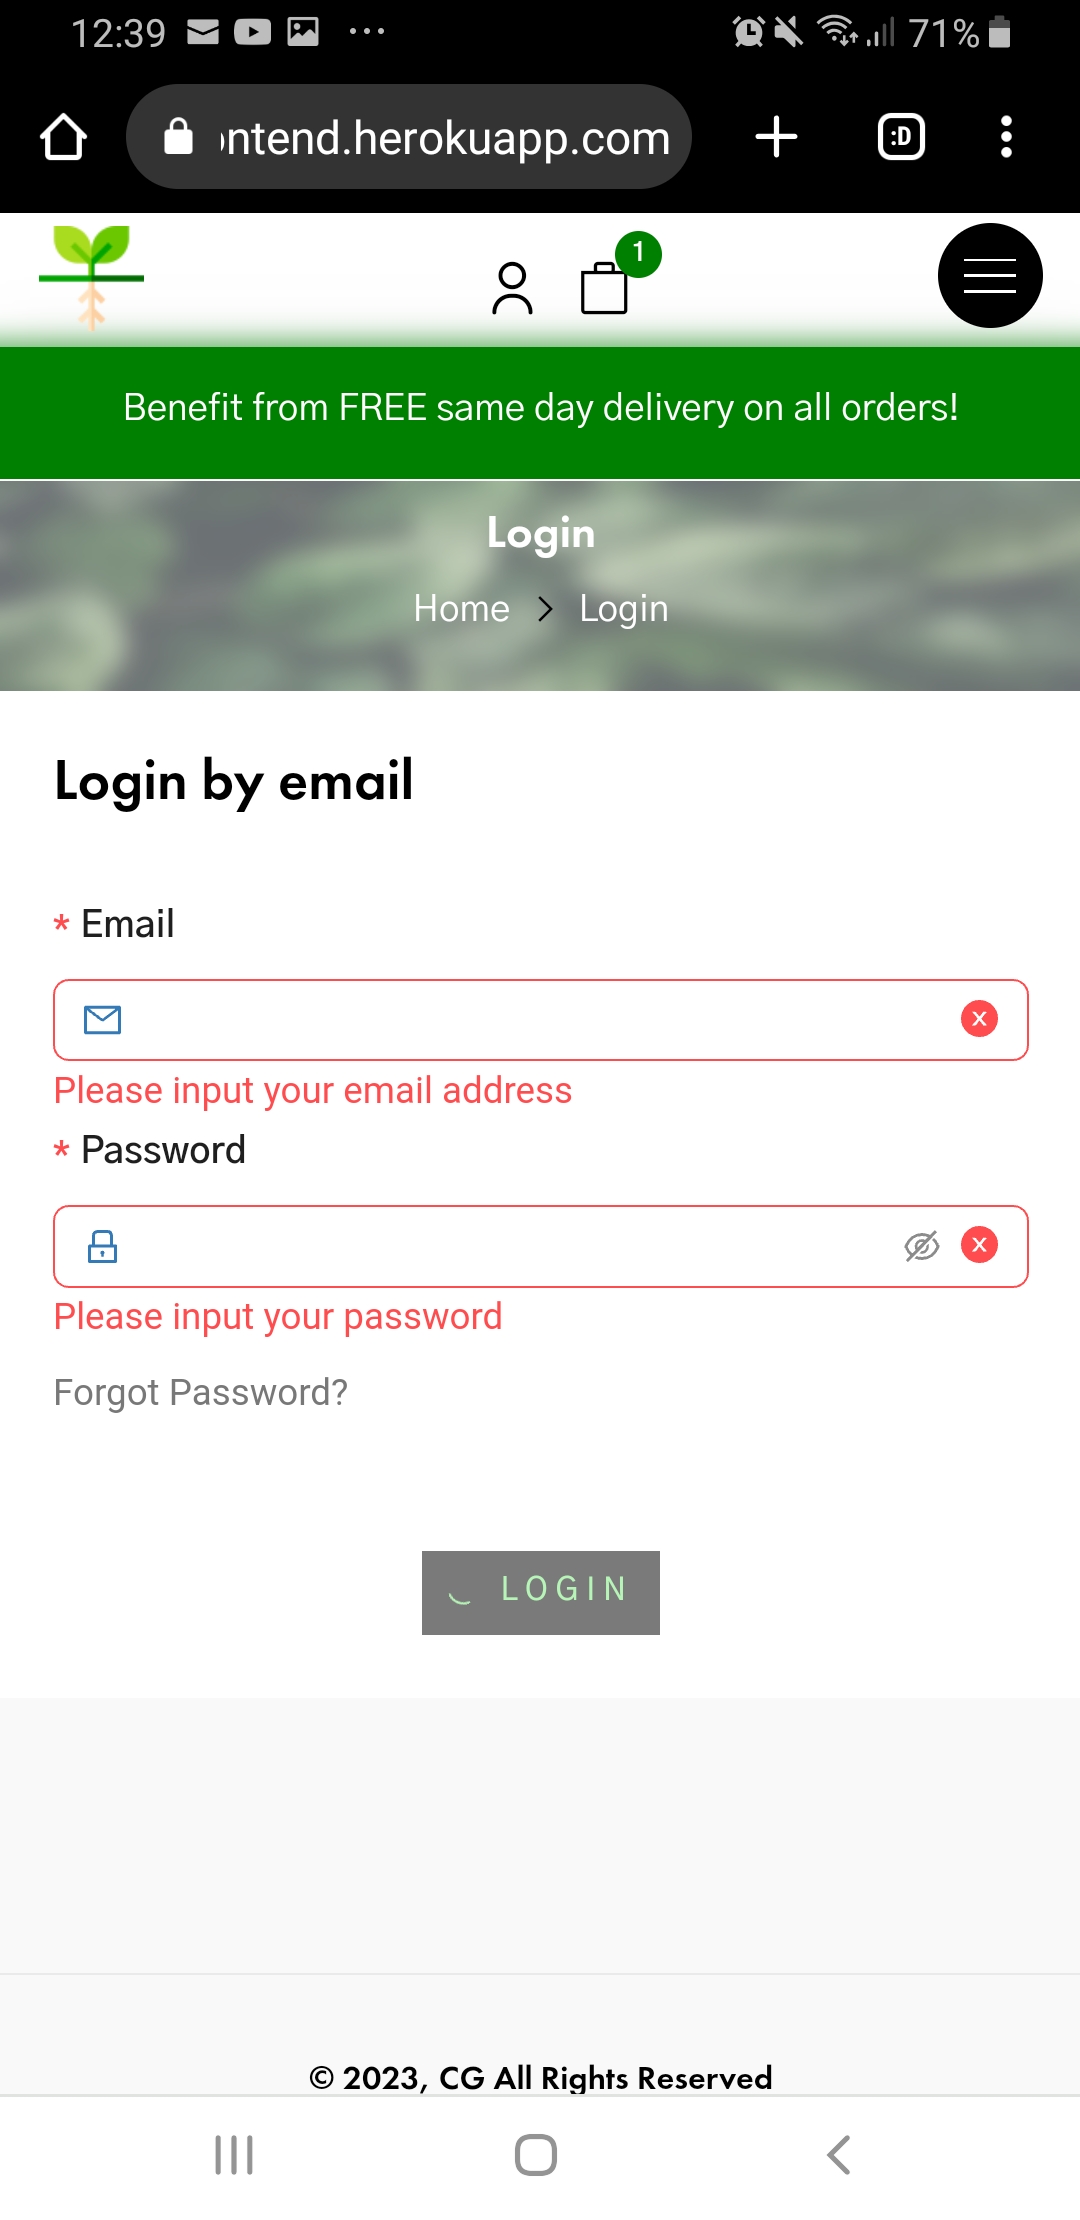 12:39
71%
ontend.herokuapp.com
:D
1
Benefit from FREE same day delivery on all orders!
Login
Home > Login
Login by email
* Email
Please input your email address
* Password
Please input your password
Forgot Password?
LOGIN
© 2023, CG All Rights Reserved